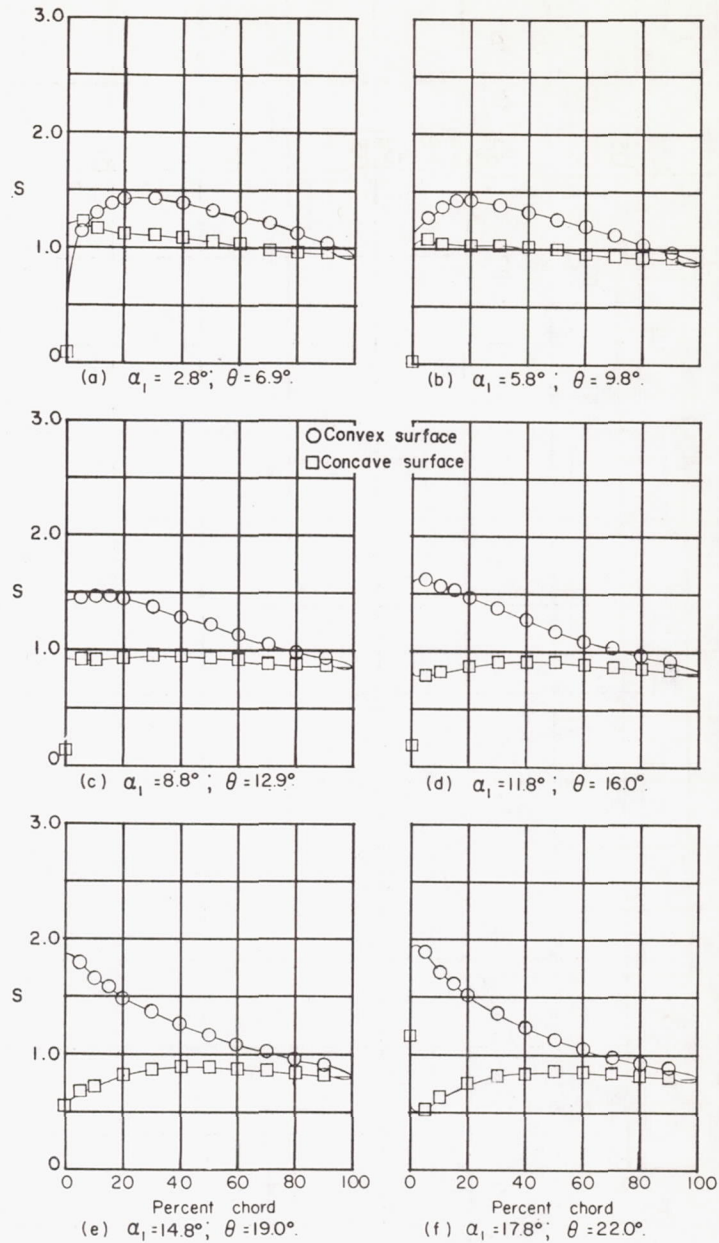 3.0
2.0
S
1.0
0
(a) α₁ = 2.8°; θ = 6.9°.
(b) α₁ = 5.8°; θ = 9.8°.
3.0
○ Convex surface
□ Concave surface
2.0
S
1.0
0
(c) α₁ = 8.8°; θ = 12.9°.
(d) α₁ = 11.8°; θ = 16.0°.
3.0
2.0
S
1.0
0
0 20 40 60 80 100
0 20 40 60 80 100
Percent chord
Percent chord
(e) α₁ = 14.8°; θ = 19.0°.
(f) α₁ = 17.8°; θ = 22.0°.